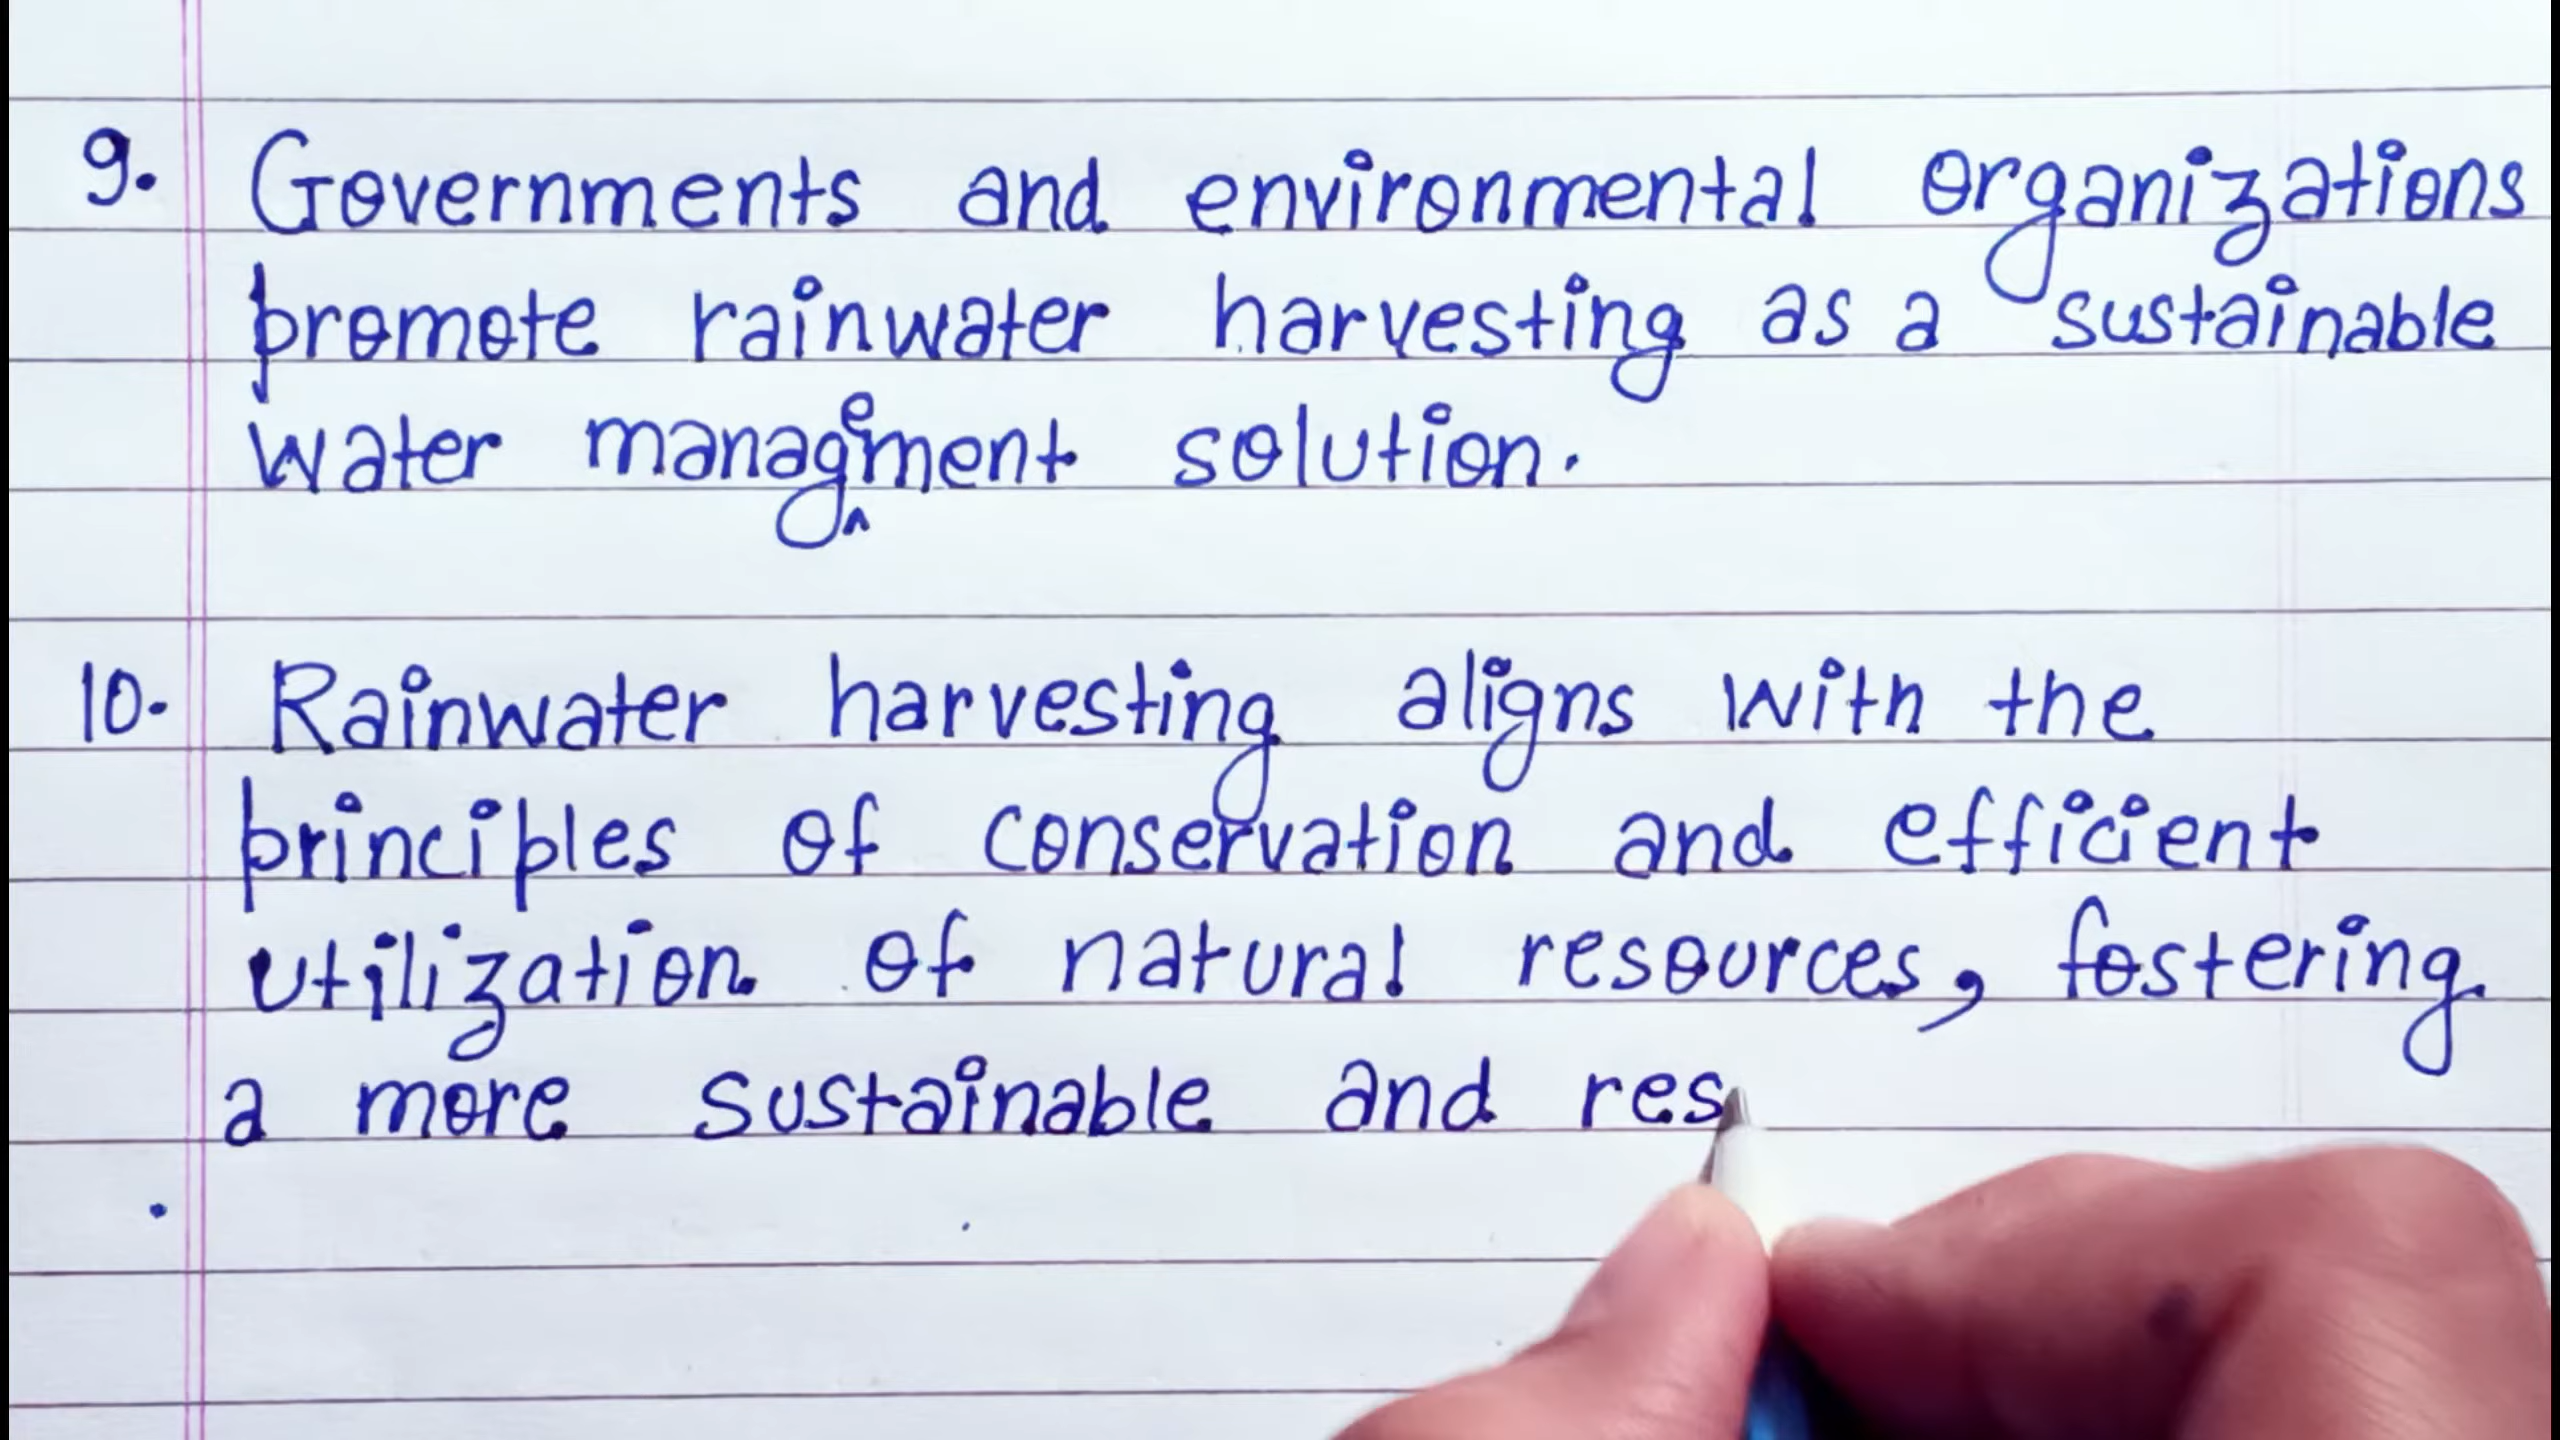 9. Governments and environmental organizations
promote rainwater harvesting as a sustainable
water management solution.
10. Rainwater harvesting aligns with the
principles of conservation and efficient
utilization of natural resources, fostering
a more sustainable and res